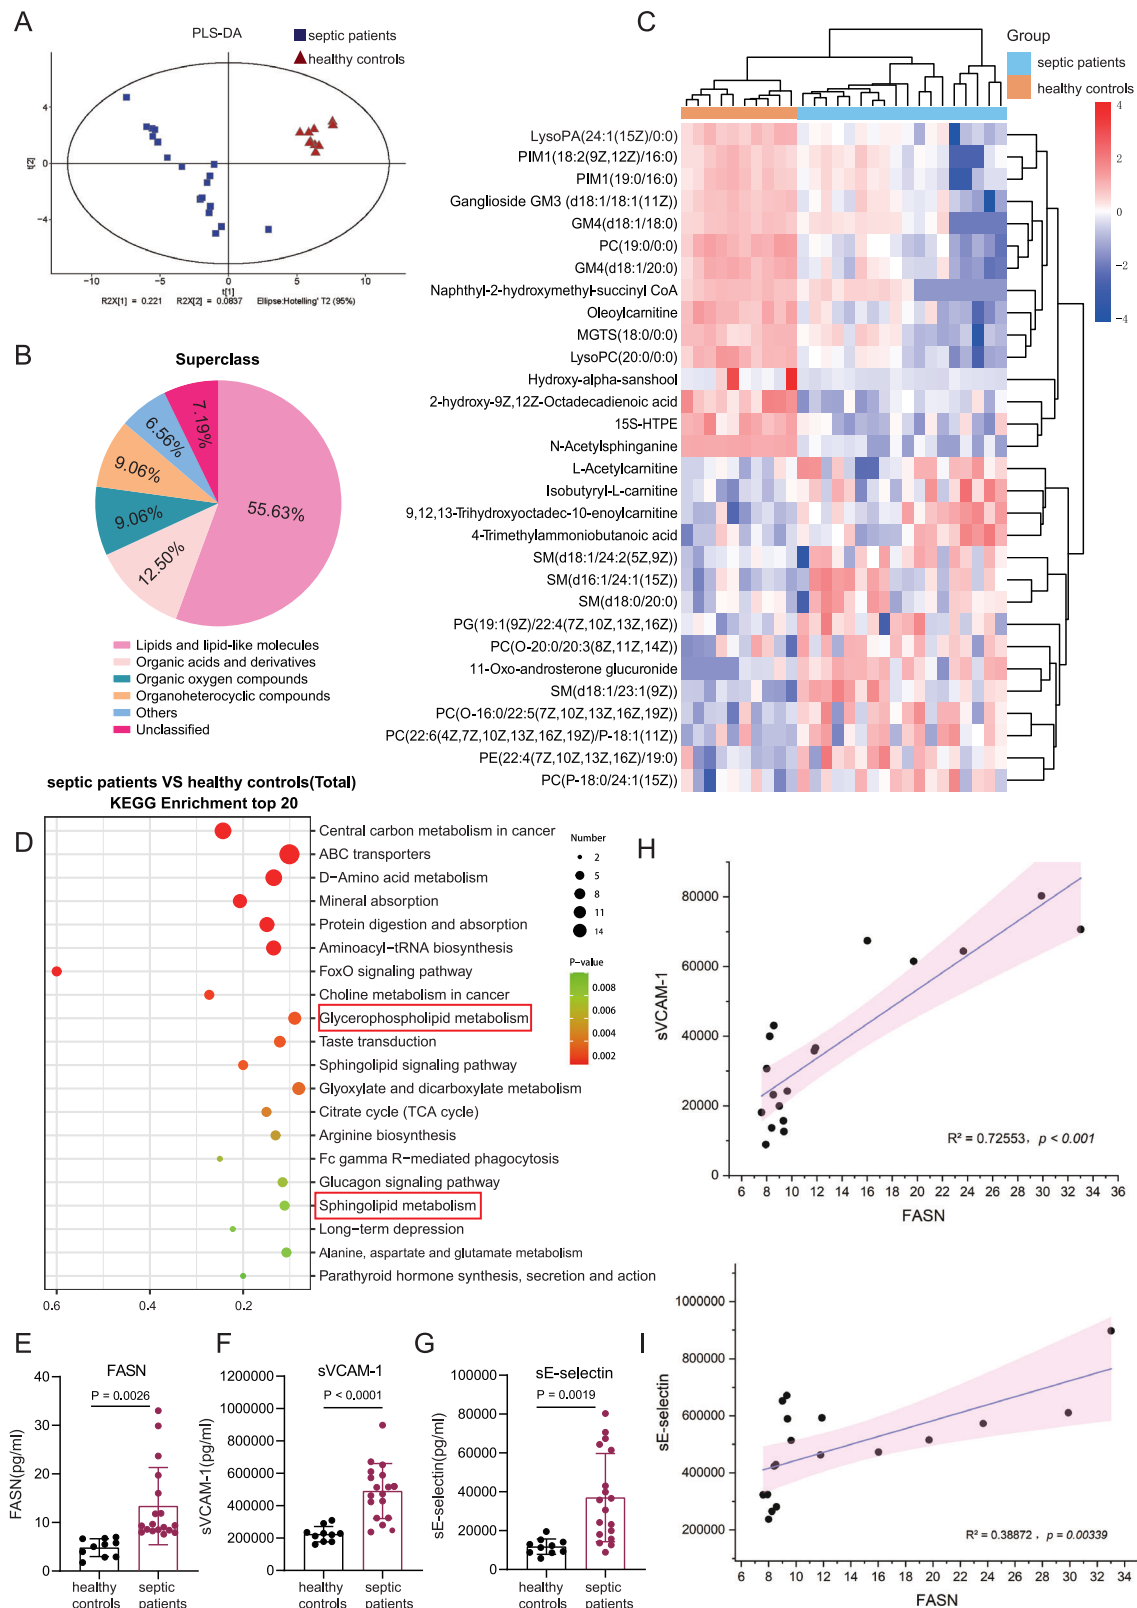 A
PLS-DA
septic patients
healthy controls
t[2]
4
0
−4
−10
−5
0
5
10
t[1]
R2X[1] = 0.221
R2X[2] = 0.0837
Ellipse:Hotelling' T2 (95%)
B
Superclass
7.19%
6.56%
9.06%
9.06%
12.50%
55.63%
Lipids and lipid-like molecules
Organic acids and derivatives
Organic oxygen compounds
Organoheterocyclic compounds
Others
Unclassified
C
Group
septic patients
healthy controls
4
2
0
−2
−4
LysoPA(24:1(15Z)/0:0)
PIM1(18:2(9Z,12Z)/16:0)
PIM1(19:0/16:0)
Ganglioside GM3 (d18:1/18:1(11Z))
GM4(d18:1/18:0)
PC(19:0/0:0)
GM4(d18:1/20:0)
Naphthyl-2-hydroxymethyl-succinyl CoA
Oleoylcarnitine
MGTS(18:0/0:0)
LysoPC(20:0/0:0)
Hydroxy-alpha-sanshool
2-hydroxy-9Z,12Z-Octadecadienoic acid
15S-HTPE
N-Acetylsphinganine
L-Acetylcarnitine
Isobutyryl-L-carnitine
9,12,13-Trihydroxyoctadec-10-enoylcarnitine
4-Trimethylammoniobutanoic acid
SM(d18:1/24:2(5Z,9Z))
SM(d16:1/24:1(15Z))
SM(d18:0/20:0)
PG(19:1(9Z)/22:4(7Z,10Z,13Z,16Z))
PC(O-20:0/20:3(8Z,11Z,14Z))
11-Oxo-androsterone glucuronide
SM(d18:1/23:1(9Z))
PC(O-16:0/22:5(7Z,10Z,13Z,16Z,19Z))
PC(22:6(4Z,7Z,10Z,13Z,16Z,19Z)/P-18:1(11Z))
PE(22:4(7Z,10Z,13Z,16Z)/19:0)
PC(P-18:0/24:1(15Z))
septic patients VS healthy controls(Total)
KEGG Enrichment top 20
D
Central carbon metabolism in cancer
ABC transporters
D−Amino acid metabolism
Mineral absorption
Protein digestion and absorption
Aminoacyl−tRNA biosynthesis
FoxO signaling pathway
Choline metabolism in cancer
Glycerophospholipid metabolism
Taste transduction
Sphingolipid signaling pathway
Glyoxylate and dicarboxylate metabolism
Citrate cycle (TCA cycle)
Arginine biosynthesis
Fc gamma R−mediated phagocytosis
Glucagon signaling pathway
Sphingolipid metabolism
Long−term depression
Alanine, aspartate and glutamate metabolism
Parathyroid hormone synthesis, secretion and action
0.6
0.4
0.2
Number
2
5
8
11
14
P-value
0.008
0.006
0.004
0.002
E
FASN
P = 0.0026
FASN(pg/ml)
40
30
20
10
0
healthy controls
septic patients
F
sVCAM-1
P < 0.0001
sVCAM-1(pg/ml)
1200000
1000000
800000
600000
400000
200000
0
healthy controls
septic patients
G
sE-selectin
P = 0.0019
sE-selectin(pg/ml)
100000
80000
60000
40000
20000
0
healthy controls
septic patients
H
sVCAM-1
80000
60000
40000
20000
0
R² = 0.72553, p < 0.001
6 8 10 12 14 16 18 20 22 24 26 28 30 32 34 36
FASN
I
sE-selectin
1000000
800000
600000
400000
200000
R² = 0.38872 , p = 0.00339
6 8 10 12 14 16 18 20 22 24 26 28 30 32 34
FASN